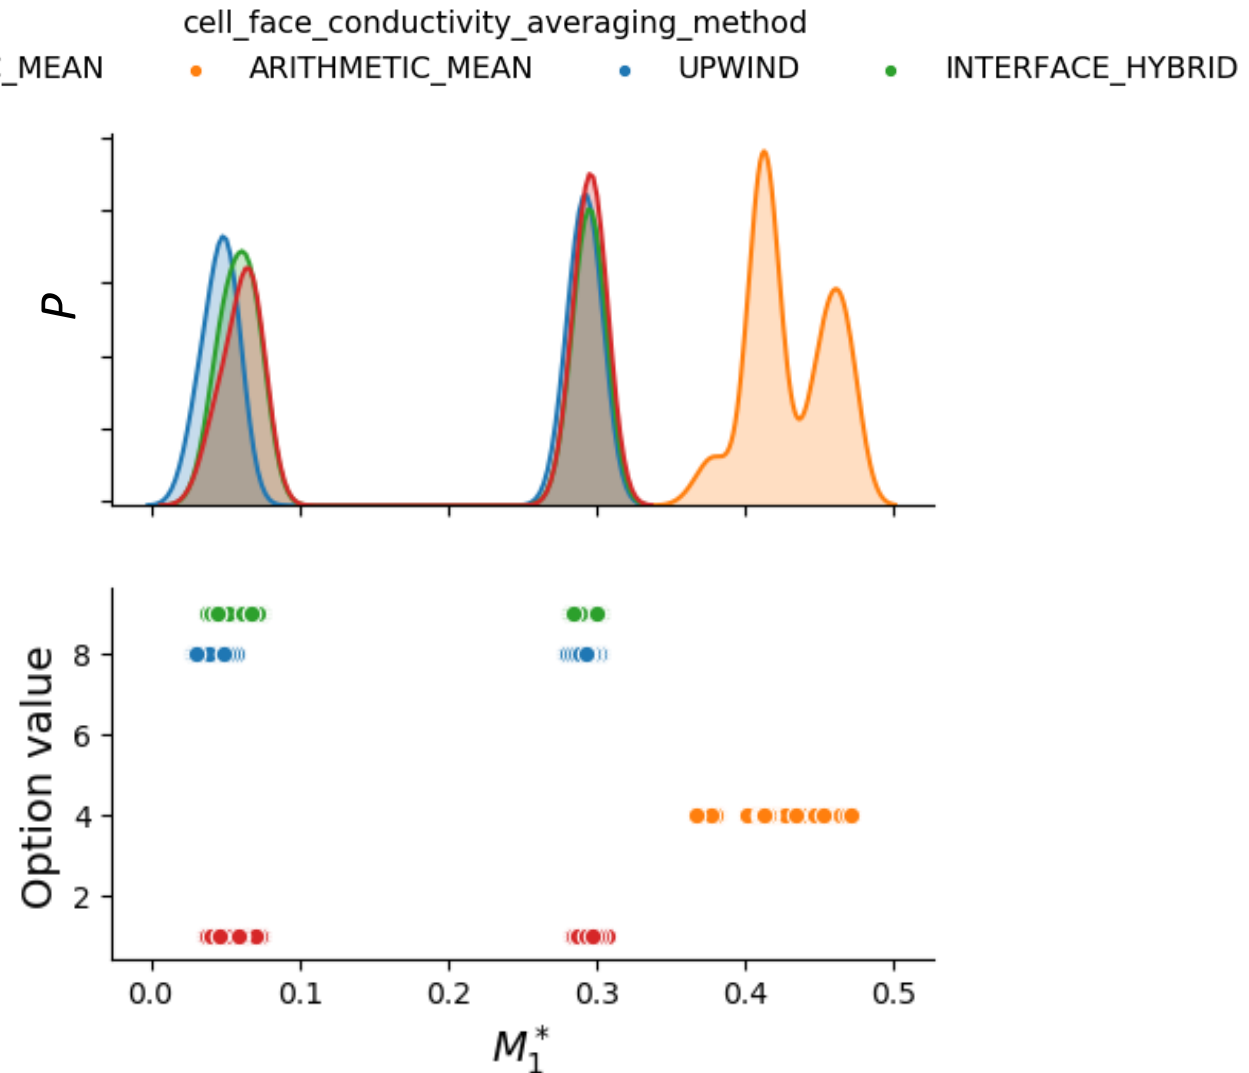 cell_face_conductivity_averaging_method
C_MEAN ARITHMETIC_MEAN UPWIND INTERFACE_HYBRID
P
Option value
8
6
4
2
0.0 0.1 0.2 0.3 0.4 0.5
M₁*